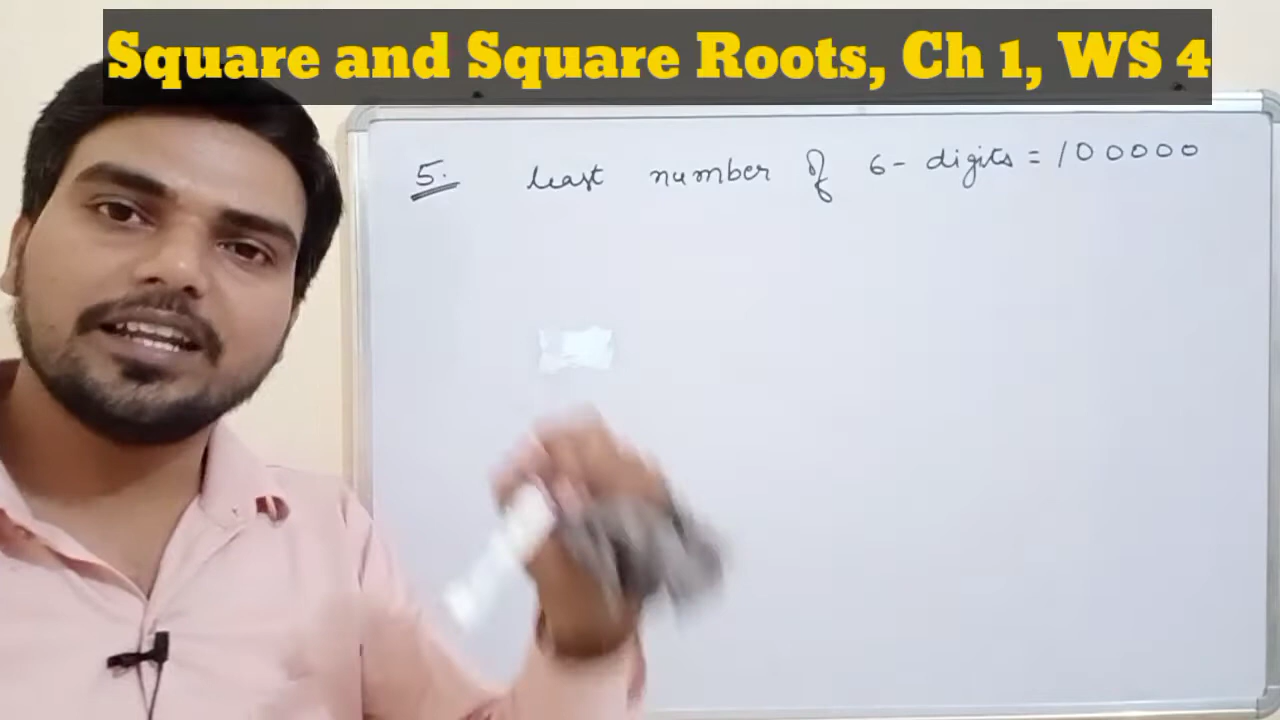 Square and Square Roots, Ch 1, WS 4
5. least number of 6- digits = 100000